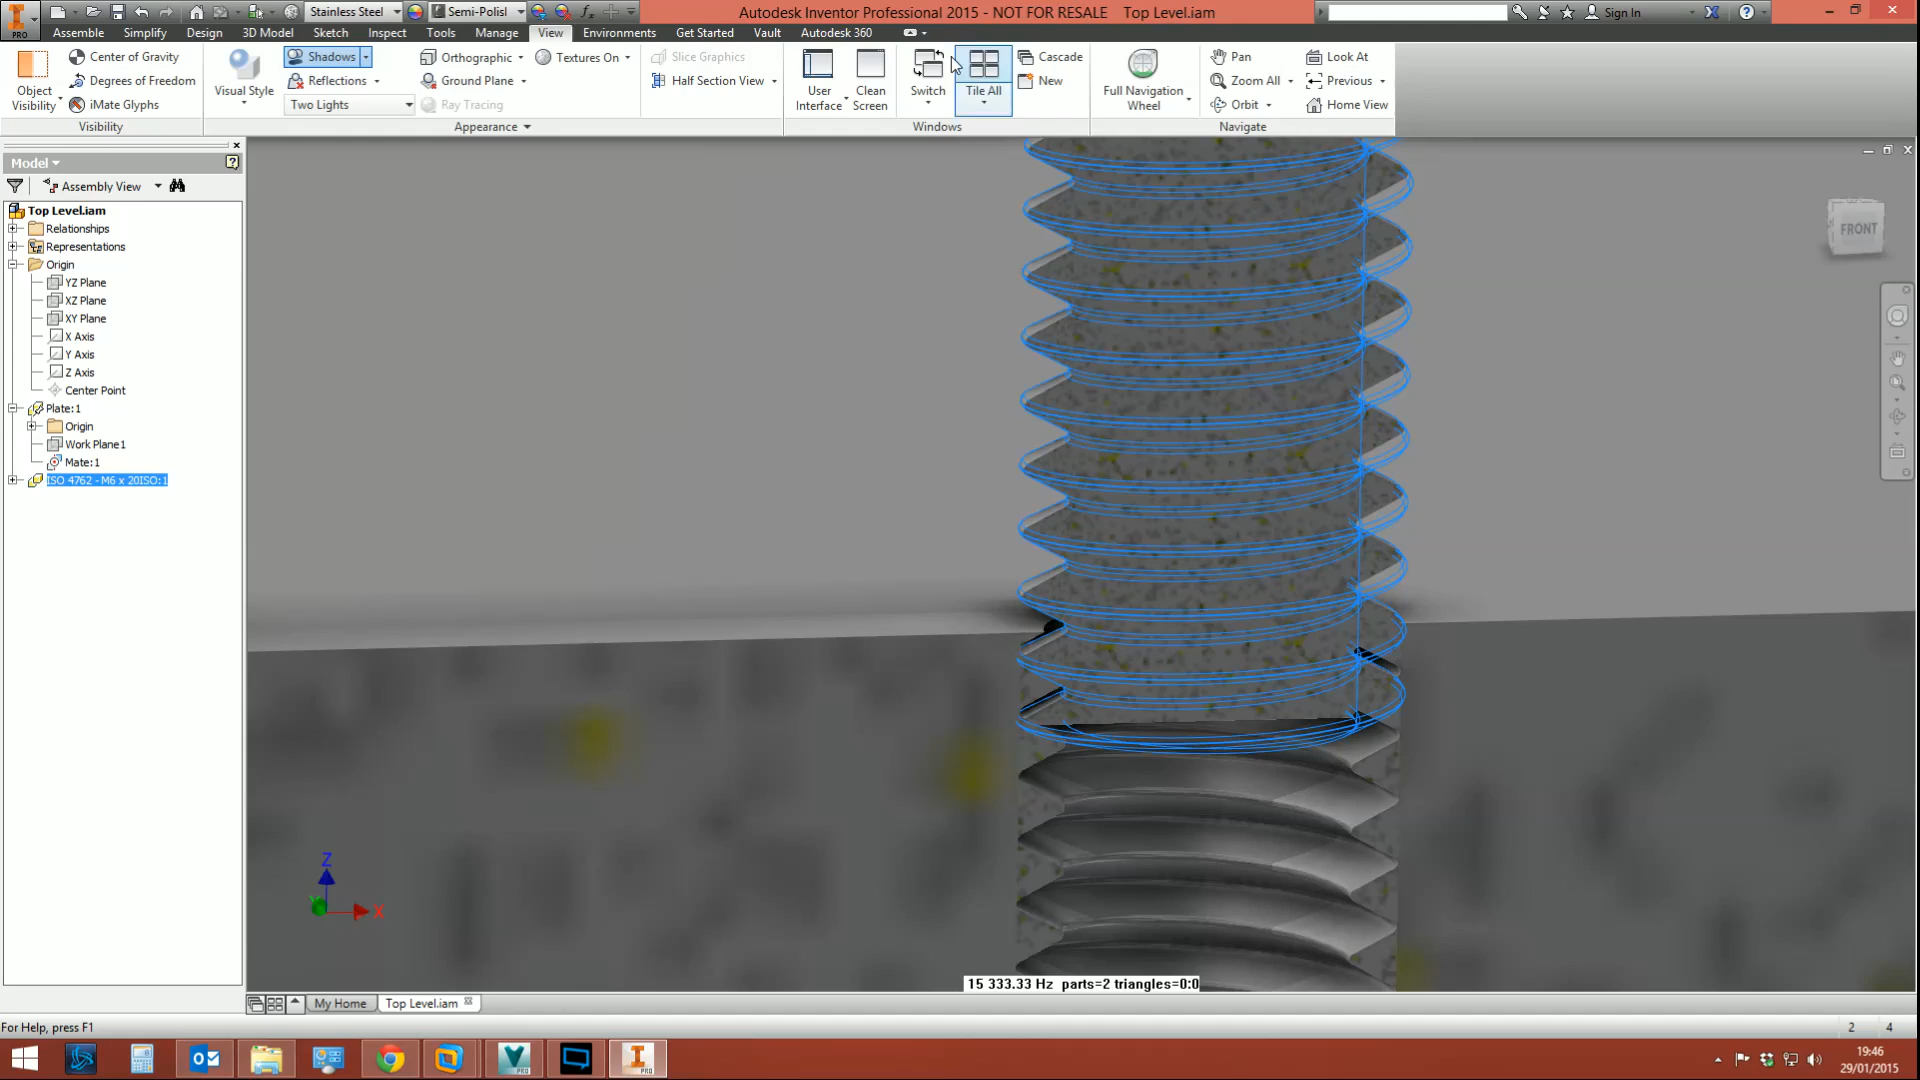 Stainless Steel
Semi-Polisl
Autodesk Inventor Professional 2015 - NOT FOR RESALE Top Level.iam
Sign In
PRO
Assemble
Simplify
Design
3D Model
Sketch
Inspect
Tools
Manage
View
Environments
Get Started
Vault
Autodesk 360
Object
Visibility
Center of Gravity
Degrees of Freedom
iMate Glyphs
Visibility
Visual Style
Shadows
Reflections
Two Lights
Orthographic
Ground Plane
Ray Tracing
Textures On
Appearance
Slice Graphics
Half Section View
User
Interface
Clean
Screen
Switch
Tile All
Cascade
New
Windows
Full Navigation
Wheel
Pan
Zoom All
Orbit
Look At
Previous
Home View
Navigate
Model
Assembly View
Top Level.iam
Relationships
Representations
Origin
YZ Plane
XZ Plane
XY Plane
X Axis
Y Axis
Z Axis
Center Point
Plate:1
Origin
Work Plane1
Mate:1
ISO 4762 - M6 x 20ISO:1
FRONT
Z
Y
X
15 333.33 Hz parts=2 triangles=0:0
My Home
Top Level.iam
For Help, press F1
2 4
19:46
29/01/2015